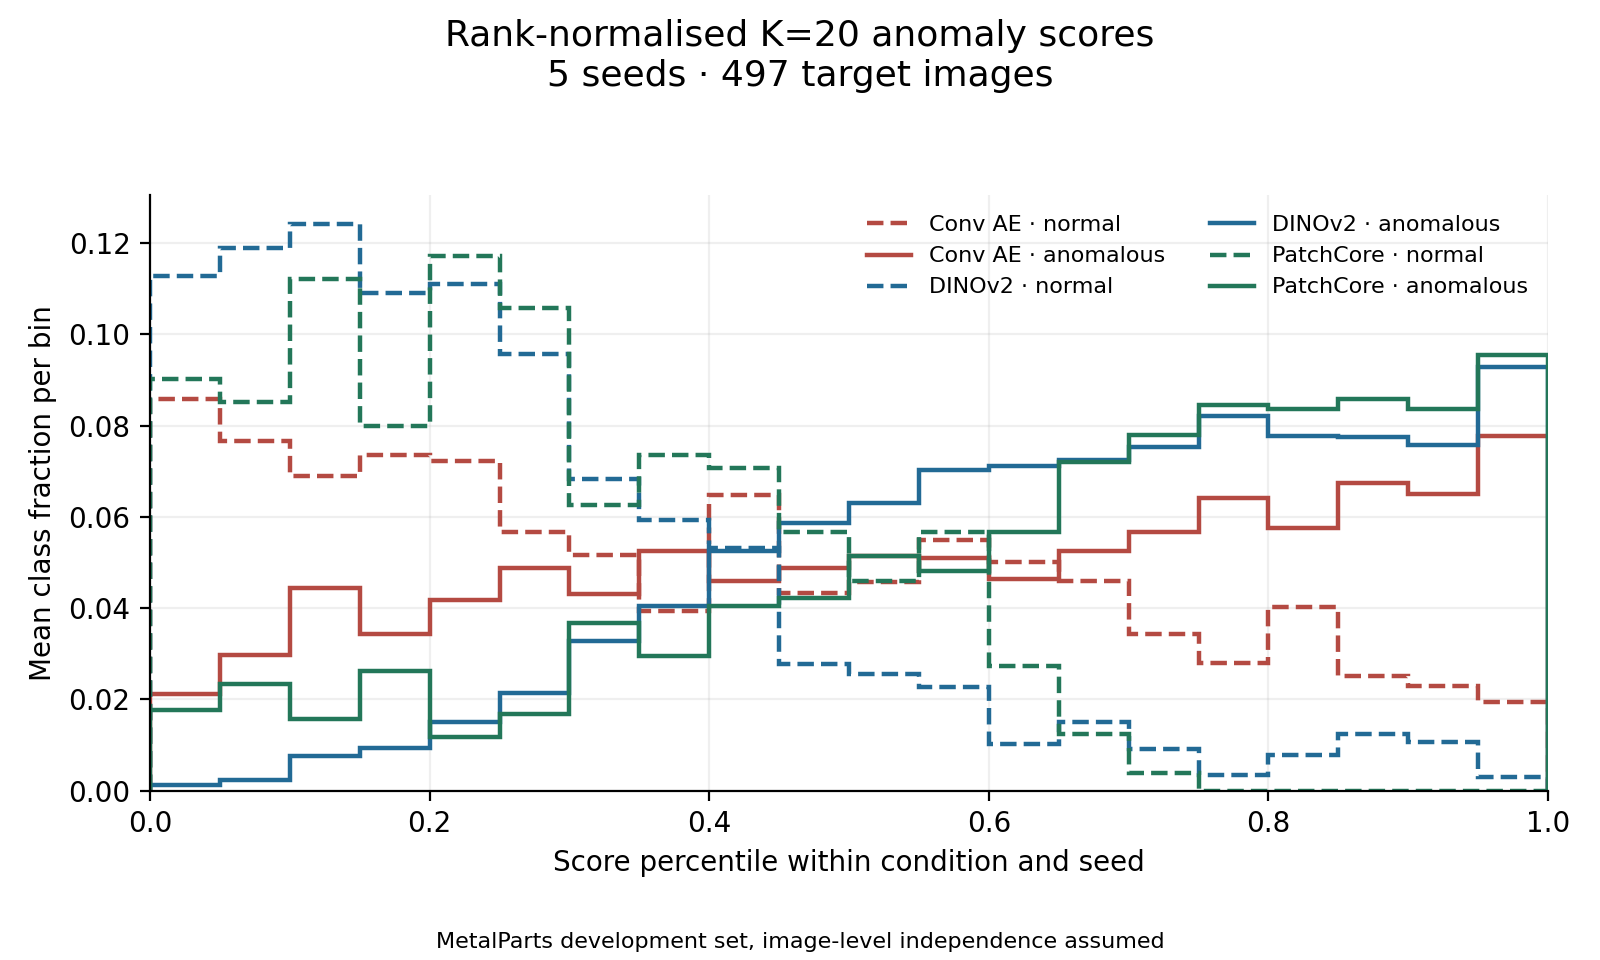 Rank-normalised K=20 anomaly scores
5 seeds · 497 target images
Conv AE · normal
Conv AE · anomalous
DINOv2 · normal
DINOv2 · anomalous
PatchCore · normal
PatchCore · anomalous
Mean class fraction per bin
0.12
0.10
0.08
0.06
0.04
0.02
0.00
0.0 0.2 0.4 0.6 0.8 1.0
Score percentile within condition and seed
MetalParts development set, image-level independence assumed